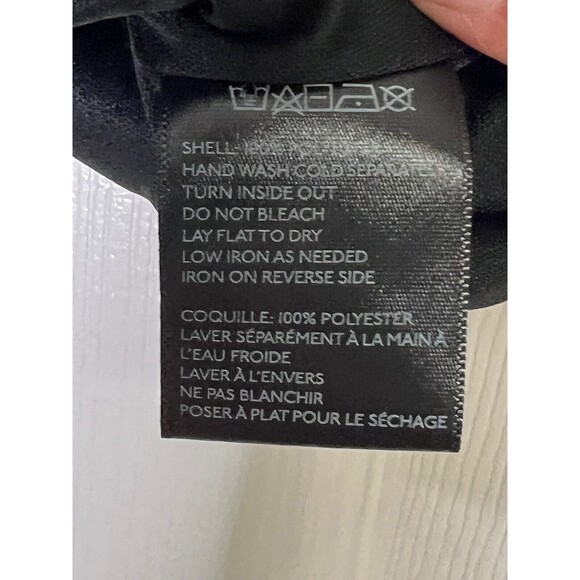 SHELL- 100% POLYESTER
HAND WASH COLD SEPARATELY
TURN INSIDE OUT
DO NOT BLEACH
LAY FLAT TO DRY
LOW IRON AS NEEDED
IRON ON REVERSE SIDE
COQUILLE: 100% POLYESTER
LAVER SÉPARÉMENT À LA MAIN À
L'EAU FROIDE
LAVER À L'ENVERS
NE PAS BLANCHIR
POSER À PLAT POUR LE SÉCHAGE